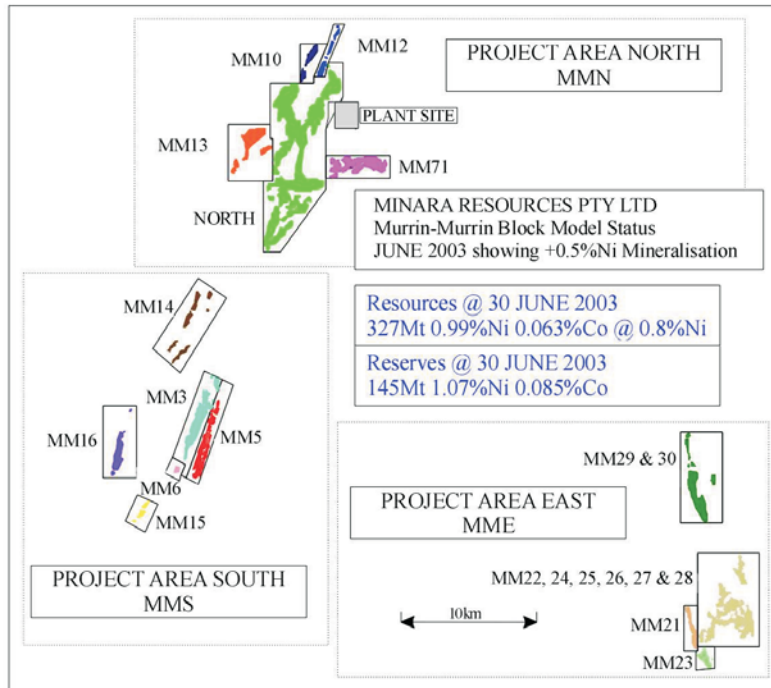 MM12
MM10
PROJECT AREA NORTH
MMN
PLANT SITE
MM13
MM71
NORTH
MINARA RESOURCES PTY LTD
Murrin-Murrin Block Model Status
JUNE 2003 showing +0.5%Ni Mineralisation
MM14
Resources @ 30 JUNE 2003
327Mt 0.99%Ni 0.063%Co @ 0.8%Ni
Reserves @ 30 JUNE 2003
145Mt 1.07%Ni 0.085%Co
MM3
MM16
MM5
MM6
MM15
PROJECT AREA SOUTH
MMS
MM29 & 30
PROJECT AREA EAST
MME
MM22, 24, 25, 26, 27 & 28
10km
MM21
MM23